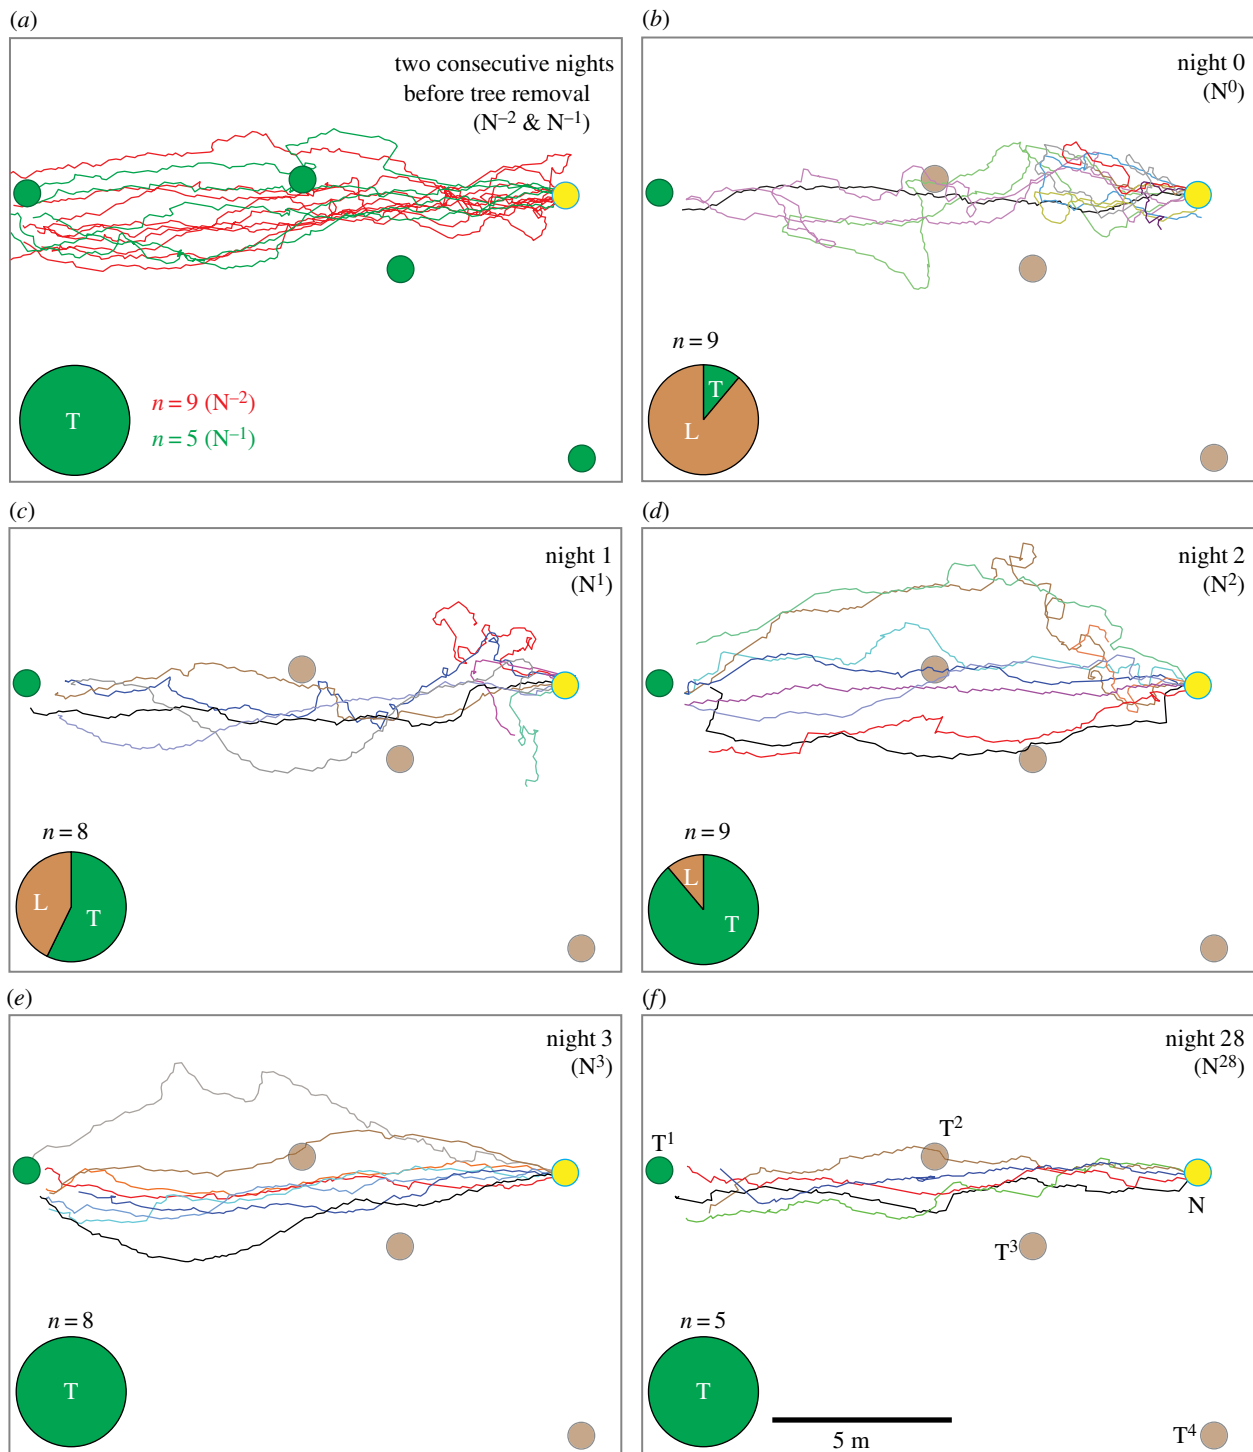 (a)
two consecutive nights
before tree removal
(N–2 & N–1)
T
n = 9 (N–2)
n = 5 (N–1)
(b)
night 0
(N0)
n = 9
T
L
(c)
night 1
(N1)
n = 8
L
T
(d)
night 2
(N2)
n = 9
L
T
(e)
night 3
(N3)
n = 8
T
(f)
night 28
(N28)
T1
T2
N
T3
n = 5
T
5 m
T4